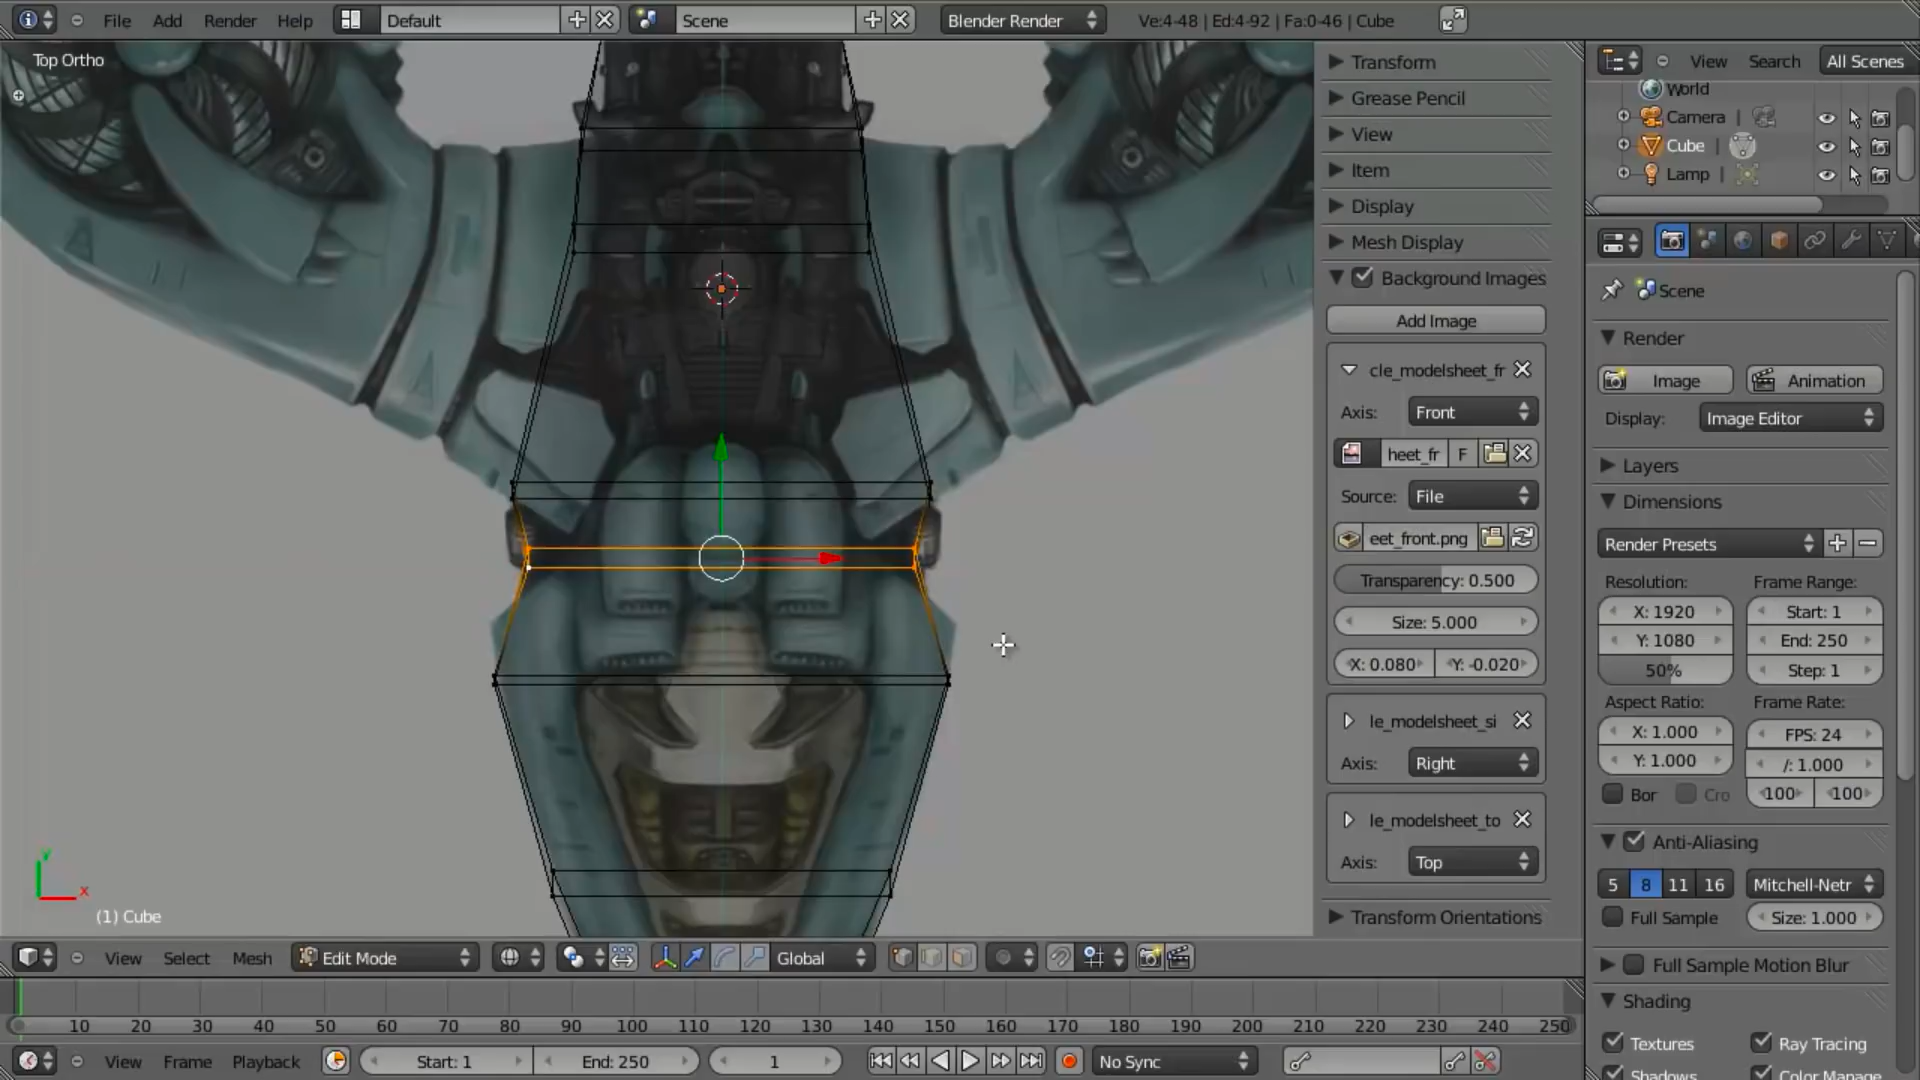 File Add Render Help Default Scene Blender Render Ve:4-48 | Ed:4-92 | Fa:0-46 | Cube
Top Ortho
Transform
Grease Pencil
View
Item
Display
Mesh Display
Background Images
Add Image
cle_modelsheet_fr
Axis: Front
heet_fr F
Source: File
eet_front.png
Transparency: 0.500
Size: 5.000
X: 0.080 Y: -0.020
le_modelsheet_si
Axis: Right
le_modelsheet_to
Axis: Top
Transform Orientations
View Search All Scenes
World
Camera
Cube
Lamp
Scene
Render
Image Animation
Display: Image Editor
Layers
Dimensions
Render Presets
Resolution: Frame Range:
X: 1920 Start: 1
Y: 1080 End: 250
50% Step: 1
Aspect Ratio: Frame Rate:
X: 1.000 FPS: 24
Y: 1.000 /: 1.000
Bor Cro 100 100
Anti-Aliasing
5 8 11 16 Mitchell-Netr
Full Sample Size: 1.000
Full Sample Motion Blur
Shading
Textures Ray Tracing
Shadows Color Manage
Y
X
(1) Cube
View Select Mesh Edit Mode Global
10 20 30 40 50 60 70 80 90 100 110 120 130 140 150 160 170 180 190 200 210 220 230 240 250
View Frame Playback Start: 1 End: 250 1 No Sync